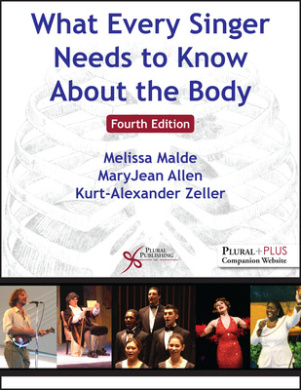 What Every Singer
Needs to Know
About the Body
Fourth Edition
Melissa Malde
MaryJean Allen
Kurt-Alexander Zeller
PLURAL
PUBLISHING
PLURAL+PLUS
Companion Website